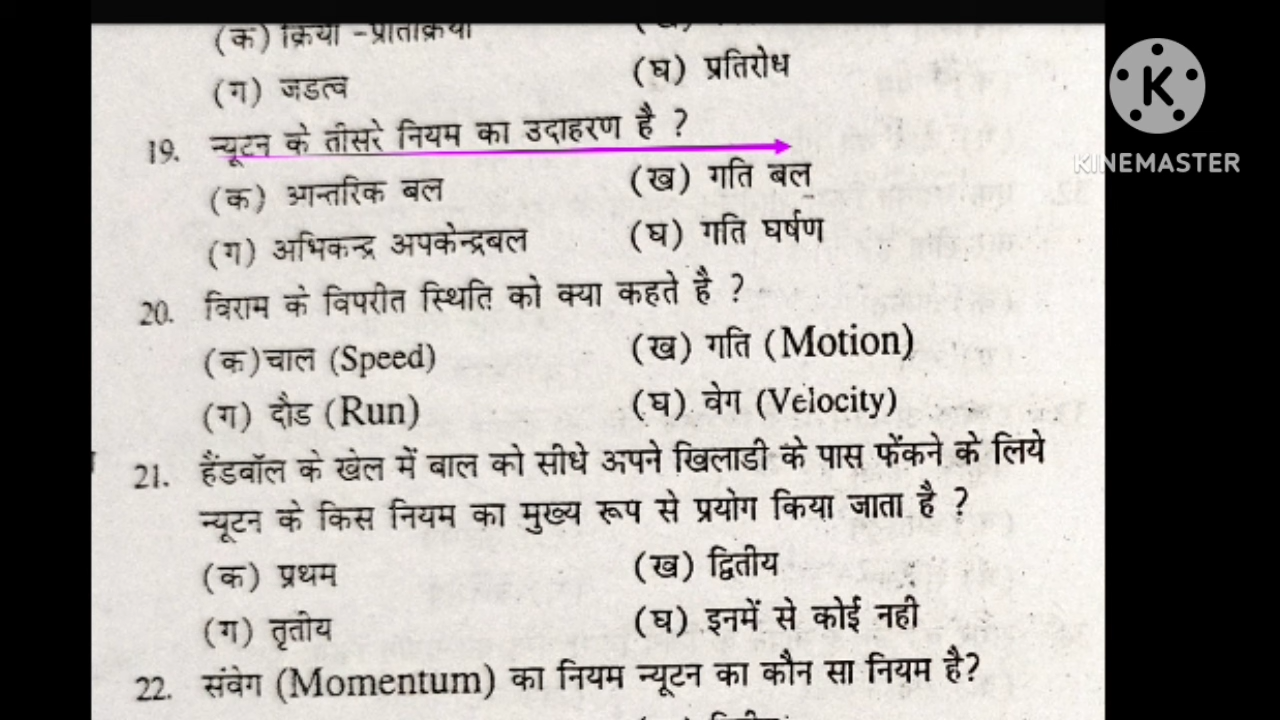 (क) क्रिया -प्रतिक्रिया
(ग) जडत्व (घ) प्रतिरोध
19. न्यूटन के तीसरे नियम का उदाहरण है ?
(क) आन्तरिक बल (ख) गति बल
(ग) अभिकन्द्र अपकेन्द्रबल (घ) गति घर्षण
20. विराम के विपरीत स्थिति को क्या कहते है ?
(क)चाल (Speed) (ख) गति (Motion)
(ग) दौड (Run) (घ) वेग (Velocity)
21. हैंडबॉल के खेल में बाल को सीधे अपने खिलाडी के पास फेंकने के लिये
न्यूटन के किस नियम का मुख्य रूप से प्रयोग किया जाता है ?
(क) प्रथम (ख) द्वितीय
(ग) तृतीय (घ) इनमें से कोई नही
22. संवेग (Momentum) का नियम न्यूटन का कौन सा नियम है?
K
KINEMASTER